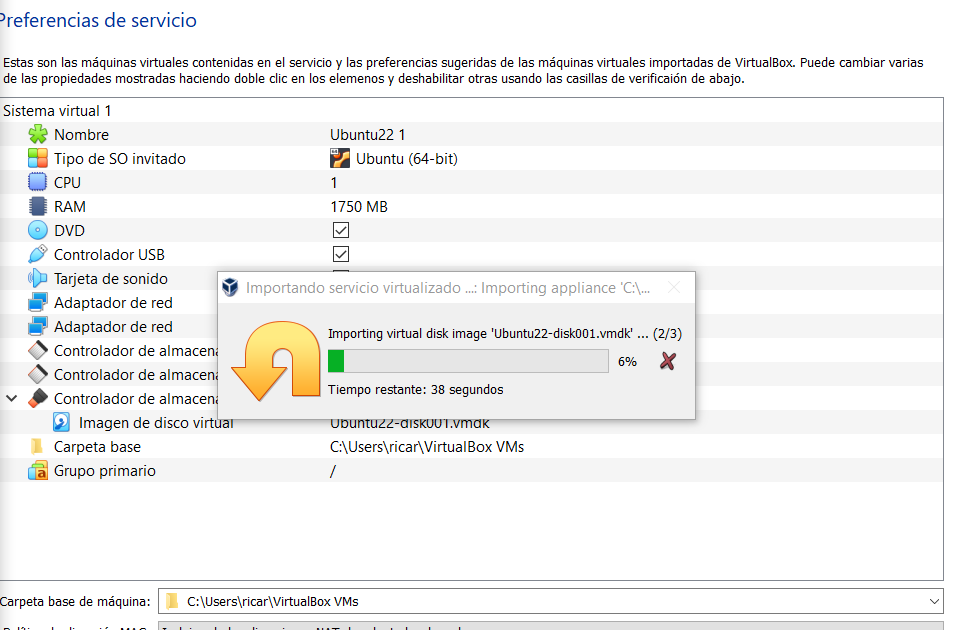 Preferencias de servicio
Estas son las máquinas virtuales contenidas en el servicio y las preferencias sugeridas de las máquinas virtuales importadas de VirtualBox. Puede cambiar varias
de las propiedades mostradas haciendo doble clic en los elemenos y deshabilitar otras usando las casillas de verificaión de abajo.
Sistema virtual 1
Nombre Ubuntu22 1
Tipo de SO invitado Ubuntu (64-bit)
CPU 1
RAM 1750 MB
DVD
Controlador USB
Tarjeta de sonido
Importando servicio virtualizado ...: Importing appliance 'C:\...
Adaptador de red
Adaptador de red
Importing virtual disk image 'Ubuntu22-disk001.vmdk' ... (2/3)
Controlador de almacena
6%
Controlador de almacena
Tiempo restante: 38 segundos
Controlador de almacena
Imagen de disco virtual Ubuntu22-disk001.vmdk
Carpeta base C:\Users\ricar\VirtualBox VMs
Grupo primario /
Carpeta base de máquina: C:\Users\ricar\VirtualBox VMs